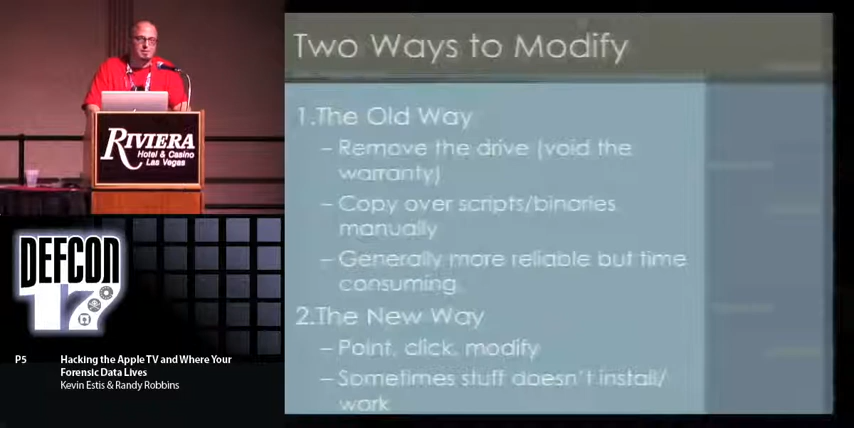 Two Ways to Modify
1.The Old Way
– Remove the drive (void the
warranty)
– Copy over scripts/binaries
manually
– Generally more reliable but time
consuming
2.The New Way
– Point, click, modify
– Sometimes stuff doesn't install/
work
RIVIERA
Hotel & Casino
Las Vegas
DEFCON
17
P5
Hacking the Apple TV and Where Your
Forensic Data Lives
Kevin Estis & Randy Robbins